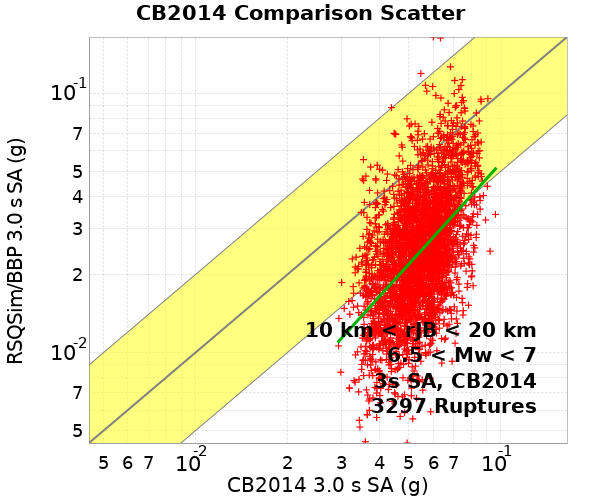 CB2014 Comparison Scatter
RSQSim/BBP 3.0 s SA (g)
10-1
7
5
4
3
2
10-2
7
5
10 km < rJB < 20 km
6.5 < Mw < 7
3s SA, CB2014
3297 Ruptures
5 6 7 10-2 2 3 4 5 6 7 10-1
CB2014 3.0 s SA (g)